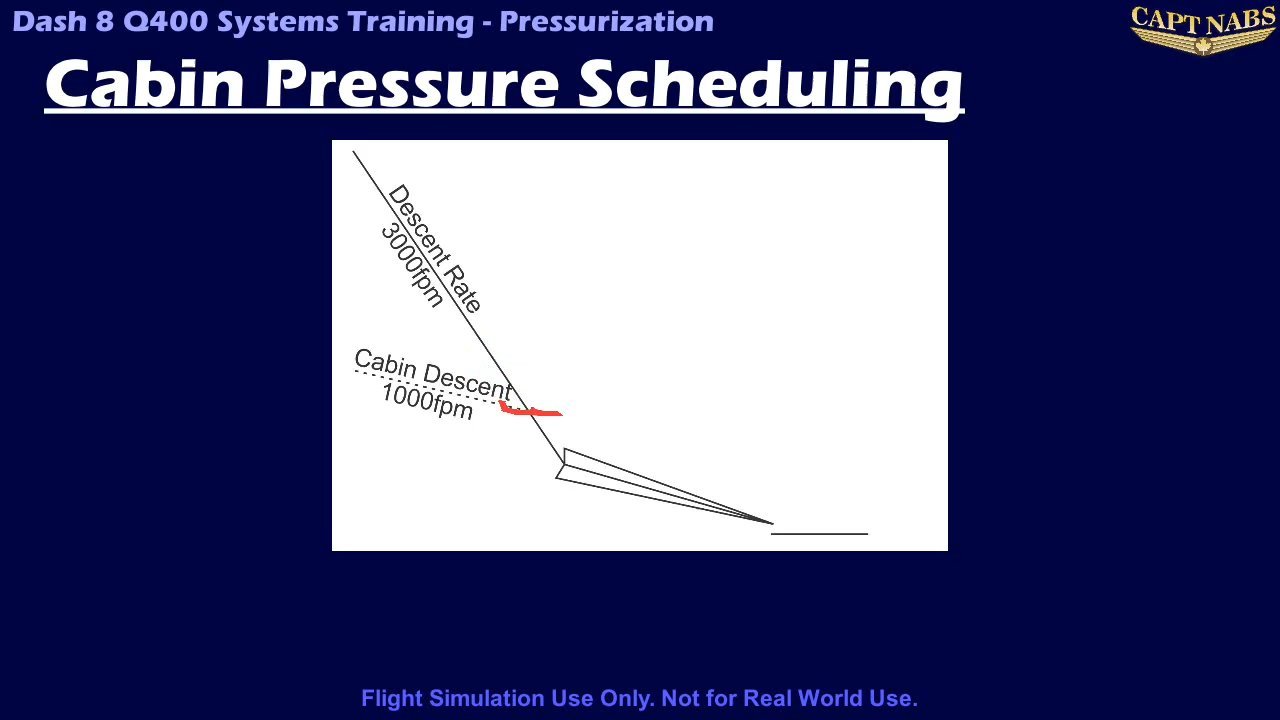 Dash 8 Q400 Systems Training - Pressurization
CAPT NABS
Cabin Pressure Scheduling
Descent Rate
3000fpm
Cabin Descent
1000fpm
Flight Simulation Use Only. Not for Real World Use.